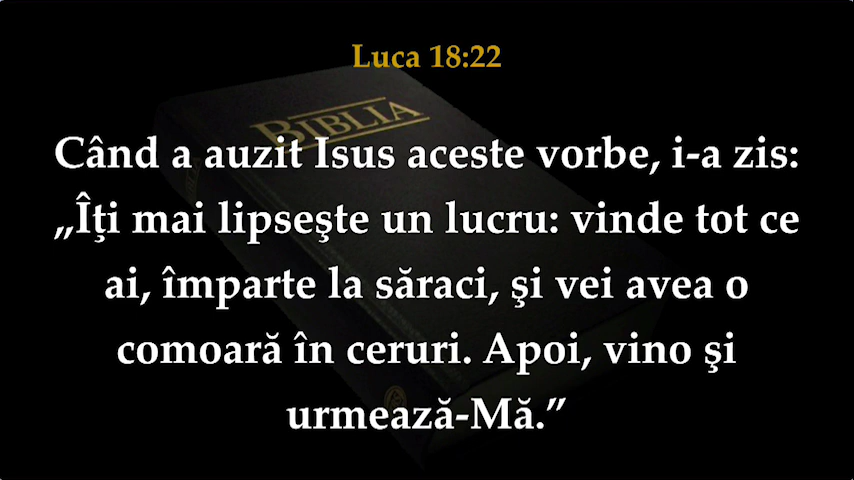 Luca 18:22
BIBLIA
Când a auzit Isus aceste vorbe, i-a zis:
„Îţi mai lipseşte un lucru: vinde tot ce
ai, împarte la săraci, şi vei avea o
comoară în ceruri. Apoi, vino şi
urmează-Mă.”